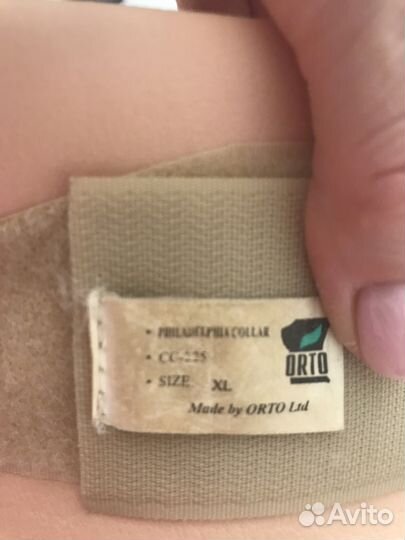 • PHILADELPHIA COLLAR
• CC-225
• SIZE XL
ORTO
Made by ORTO Ltd
Avito